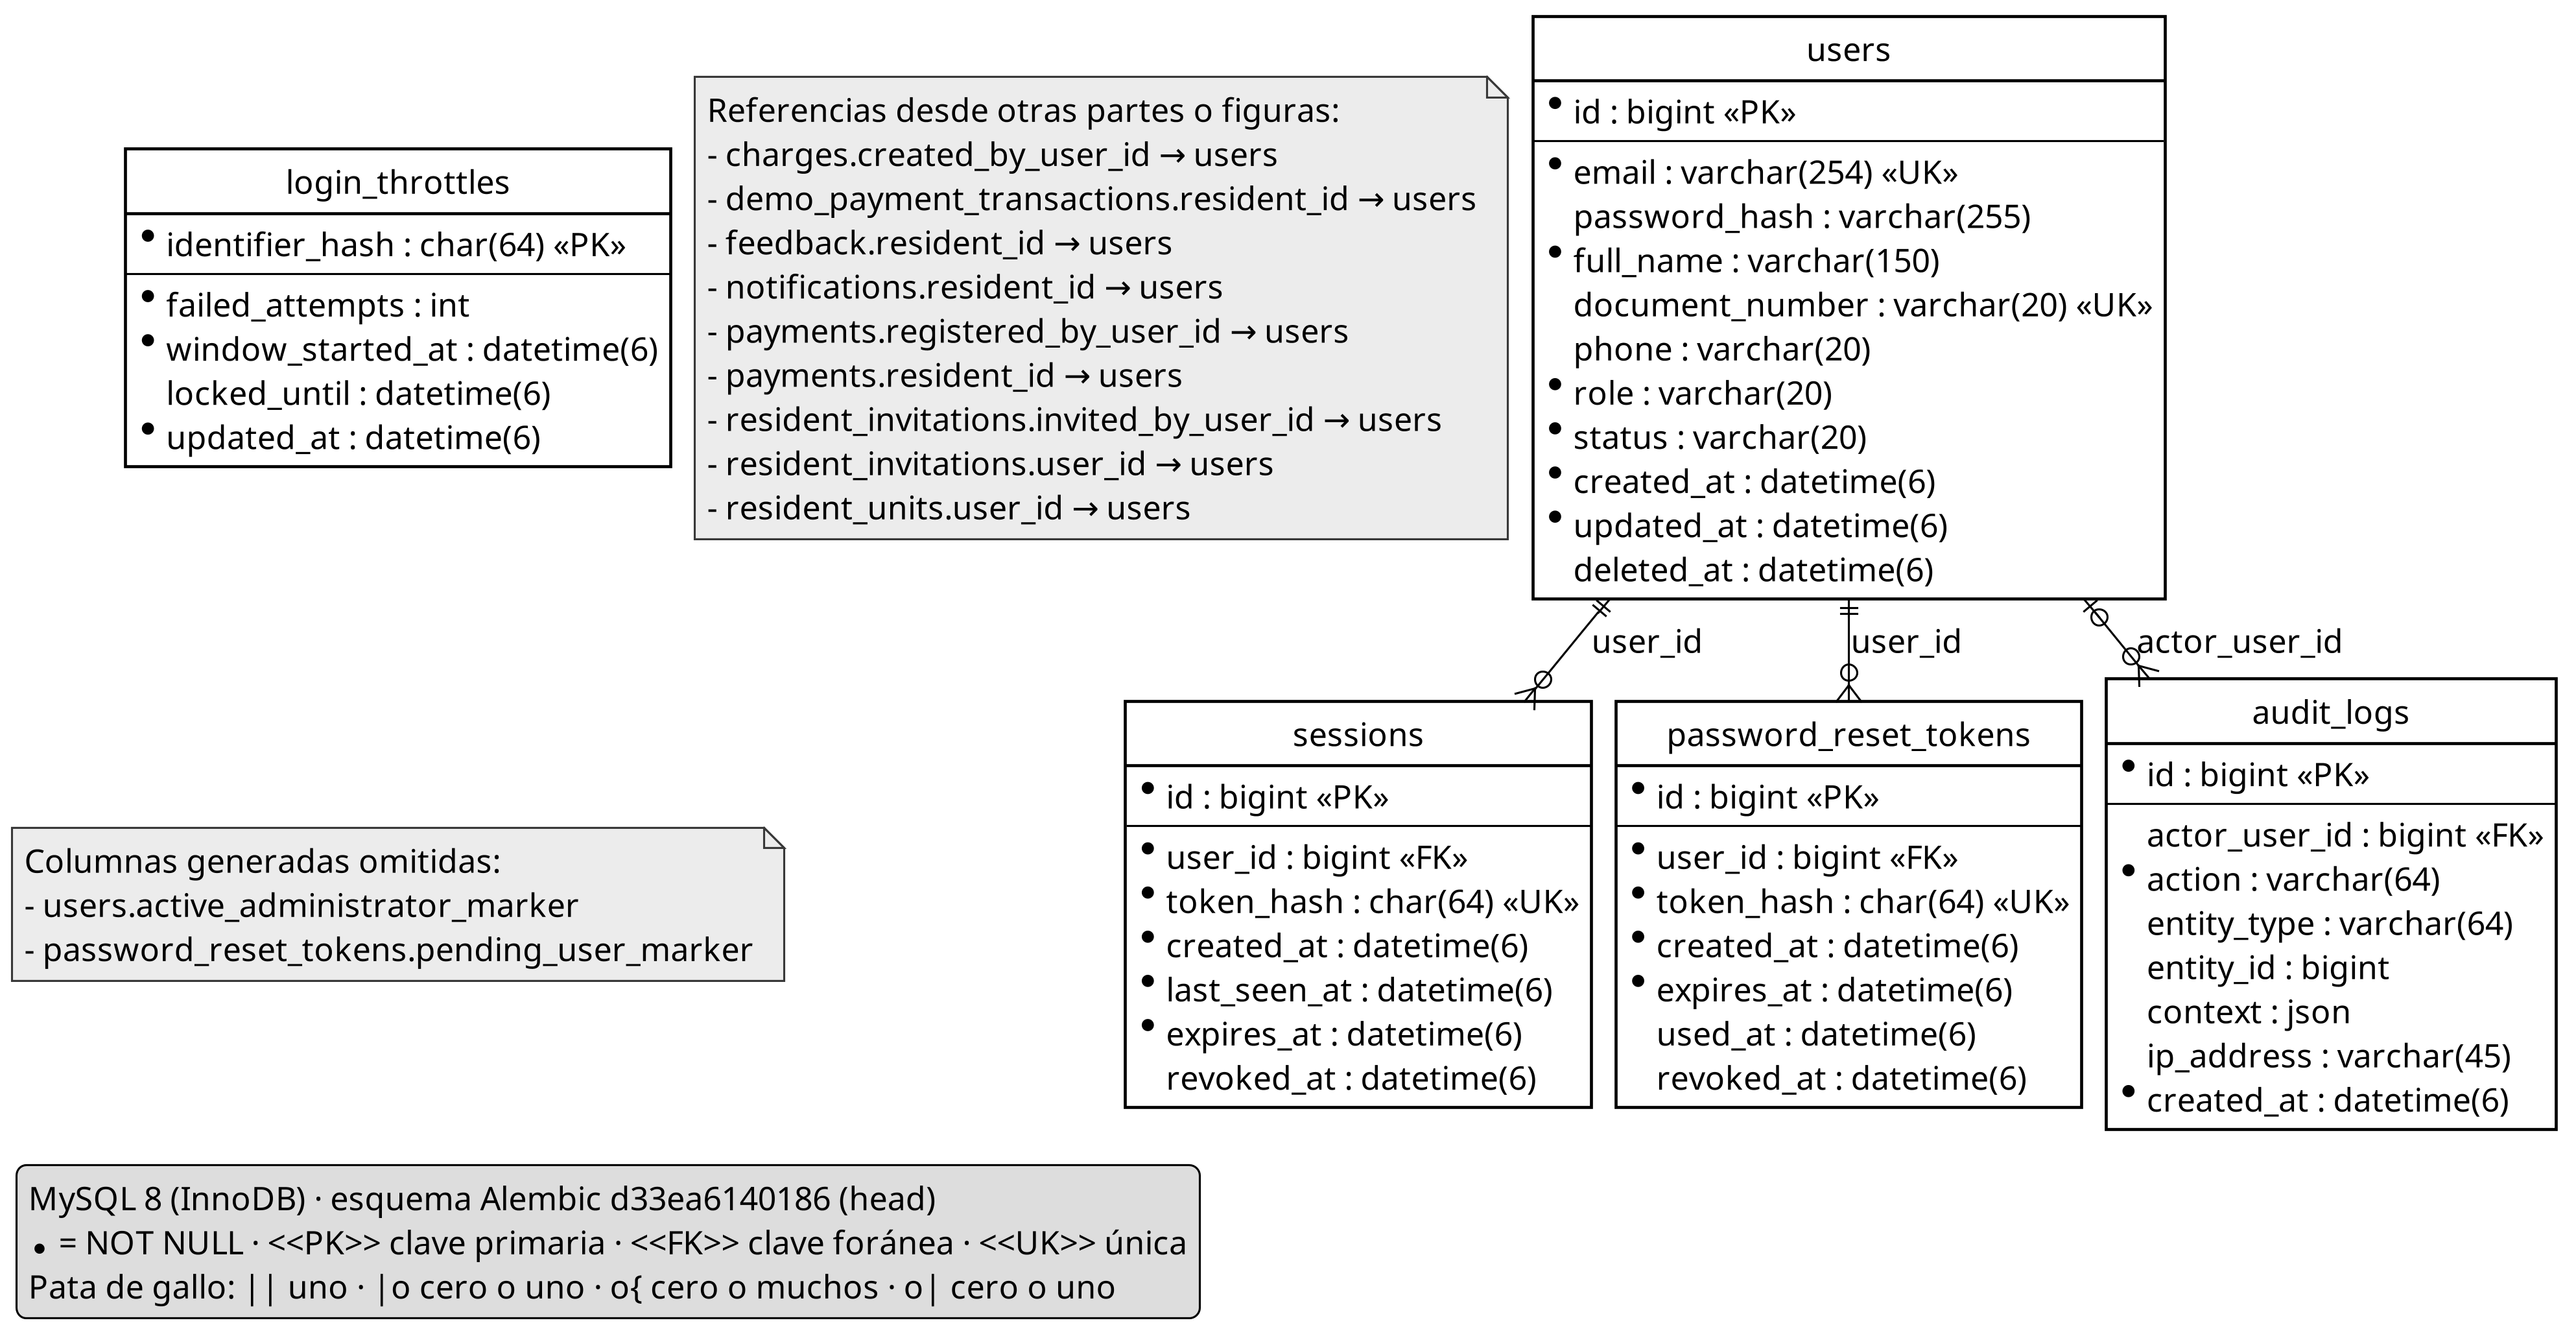 login_throttles
• identifier_hash : char(64) «PK»
• failed_attempts : int
• window_started_at : datetime(6)
locked_until : datetime(6)
• updated_at : datetime(6)
Referencias desde otras partes o figuras:
- charges.created_by_user_id → users
- demo_payment_transactions.resident_id → users
- feedback.resident_id → users
- notifications.resident_id → users
- payments.registered_by_user_id → users
- payments.resident_id → users
- resident_invitations.invited_by_user_id → users
- resident_invitations.user_id → users
- resident_units.user_id → users
users
• id : bigint «PK»
• email : varchar(254) «UK»
password_hash : varchar(255)
• full_name : varchar(150)
document_number : varchar(20) «UK»
phone : varchar(20)
• role : varchar(20)
• status : varchar(20)
• created_at : datetime(6)
• updated_at : datetime(6)
deleted_at : datetime(6)
user_id
user_id
actor_user_id
Columnas generadas omitidas:
- users.active_administrator_marker
- password_reset_tokens.pending_user_marker
sessions
• id : bigint «PK»
• user_id : bigint «FK»
• token_hash : char(64) «UK»
• created_at : datetime(6)
• last_seen_at : datetime(6)
• expires_at : datetime(6)
revoked_at : datetime(6)
password_reset_tokens
• id : bigint «PK»
• user_id : bigint «FK»
• token_hash : char(64) «UK»
• created_at : datetime(6)
• expires_at : datetime(6)
used_at : datetime(6)
revoked_at : datetime(6)
audit_logs
• id : bigint «PK»
actor_user_id : bigint «FK»
• action : varchar(64)
entity_type : varchar(64)
entity_id : bigint
context : json
ip_address : varchar(45)
• created_at : datetime(6)
MySQL 8 (InnoDB) · esquema Alembic d33ea6140186 (head)
• = NOT NULL · <<PK>> clave primaria · <<FK>> clave foránea · <<UK>> única
Pata de gallo: || uno · |o cero o uno · o{ cero o muchos · o| cero o uno